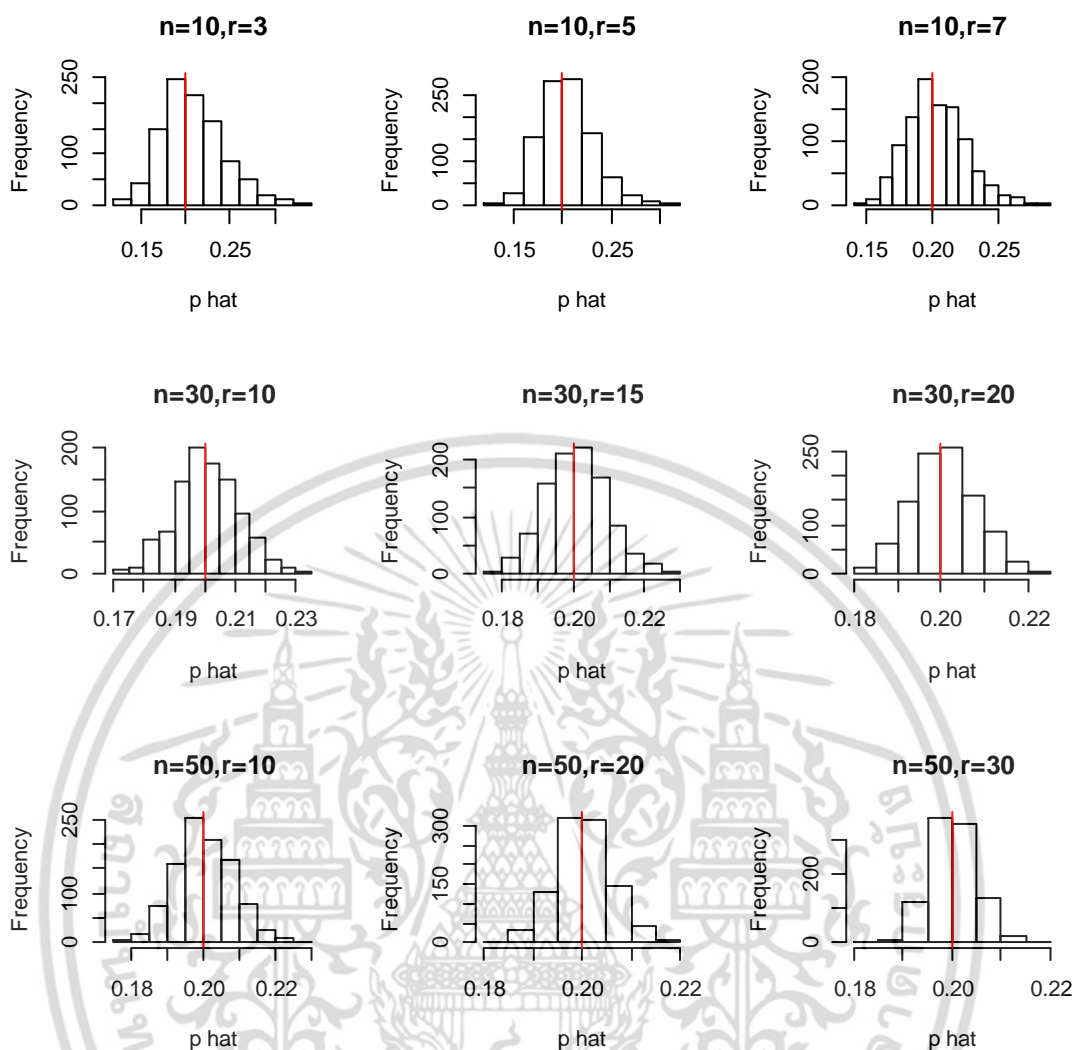 n=10,r=3
Frequency
0 100 250
0.15 0.25
p hat
n=10,r=5
Frequency
0 100 250
0.15 0.25
p hat
n=10,r=7
Frequency
0 100 200
0.15 0.20 0.25
p hat
n=30,r=10
Frequency
0 100 200
0.17 0.19 0.21 0.23
p hat
n=30,r=15
Frequency
0 100 200
0.18 0.20 0.22
p hat
n=30,r=20
Frequency
0 100 250
0.18 0.20 0.22
p hat
n=50,r=10
Frequency
0 100 250
0.18 0.20 0.22
p hat
n=50,r=20
Frequency
0 150 300
0.18 0.20 0.22
p hat
n=50,r=30
Frequency
0 200
0.18 0.20 0.22
p hat